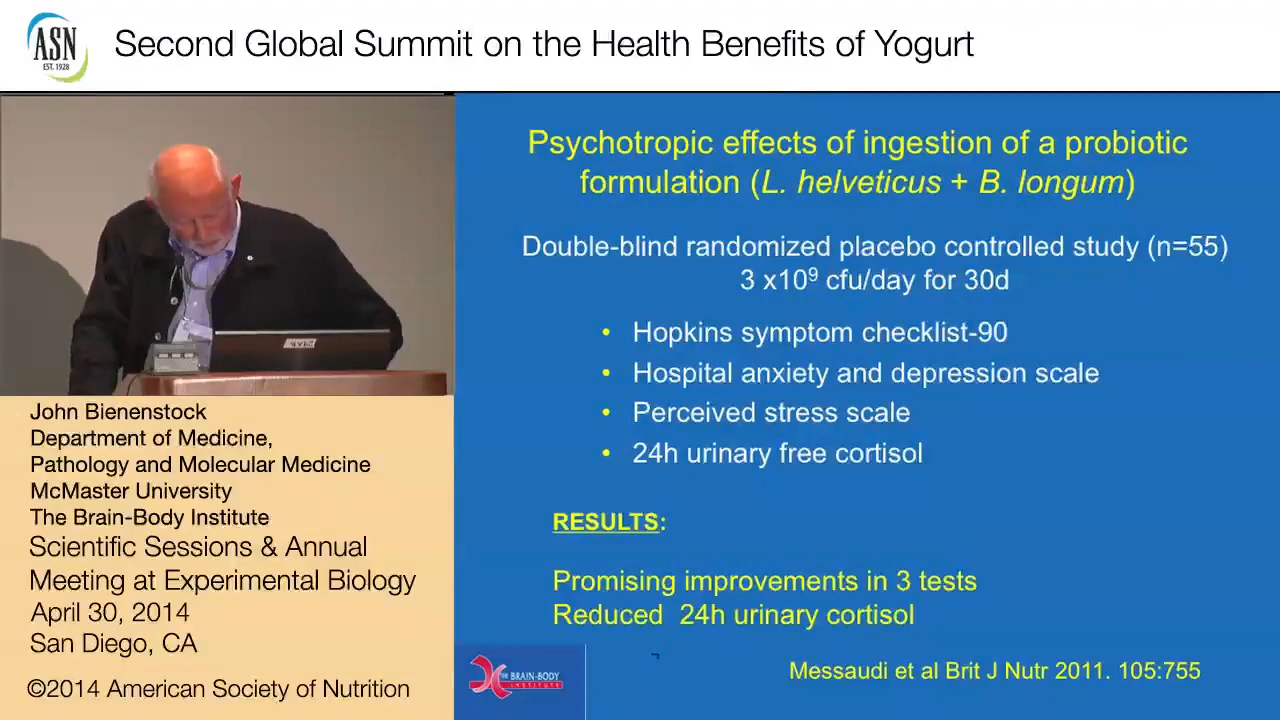 ASN
EST. 1928
Second Global Summit on the Health Benefits of Yogurt
Psychotropic effects of ingestion of a probiotic
formulation (L. helveticus + B. longum)
Double-blind randomized placebo controlled study (n=55)
3 x10⁹ cfu/day for 30d
• Hopkins symptom checklist-90
• Hospital anxiety and depression scale
• Perceived stress scale
• 24h urinary free cortisol
RESULTS:
Promising improvements in 3 tests
Reduced 24h urinary cortisol
Messaudi et al Brit J Nutr 2011. 105:755
THE BRAIN-BODY
INSTITUTE
John Bienenstock
Department of Medicine,
Pathology and Molecular Medicine
McMaster University
The Brain-Body Institute
Scientific Sessions & Annual
Meeting at Experimental Biology
April 30, 2014
San Diego, CA
©2014 American Society of Nutrition